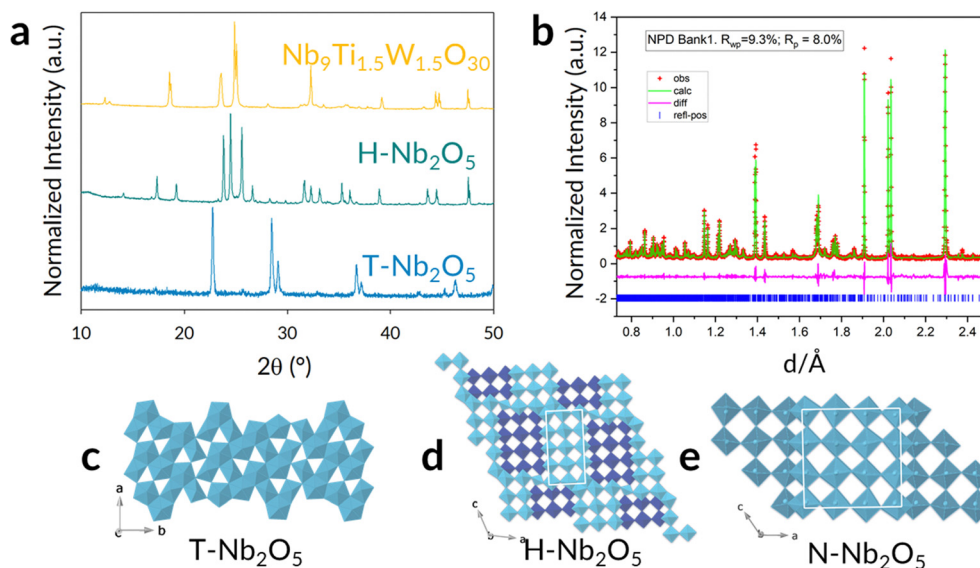 a
Normalized Intensity (a.u.)
Nb₉Ti₁.₅W₁.₅O₃₀
H-Nb₂O₅
T-Nb₂O₅
10 20 30 40 50
2θ (°)
b
Normalized Intensity (a.u.)
14
12
10
8
6
4
2
0
-2
NPD Bank1. Rwp=9.3%; Rp = 8.0%
obs
calc
diff
refl-pos
0.8 1.0 1.2 1.4 1.6 1.8 2.0 2.2 2.4
d/Å
c
a
c
b
T-Nb₂O₅
d
c
b
a
H-Nb₂O₅
e
c
b
a
N-Nb₂O₅